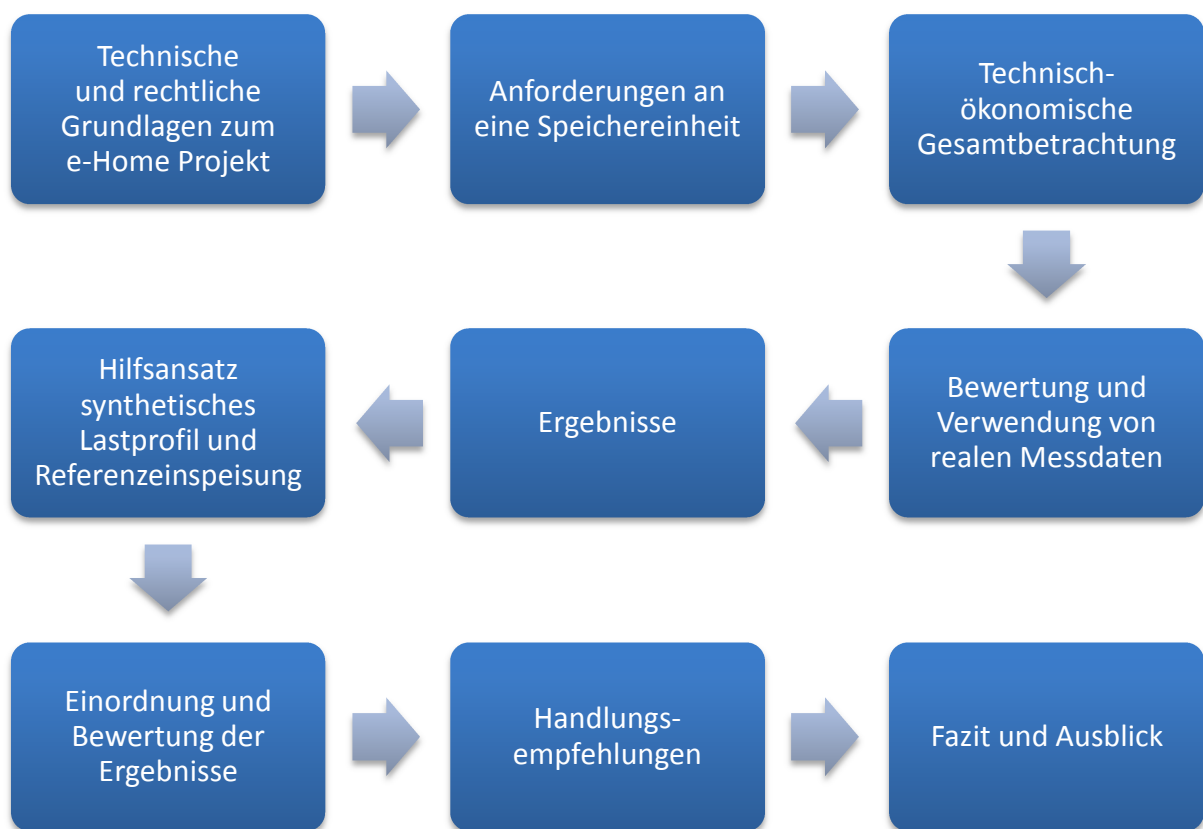 Technische
und rechtliche
Grundlagen zum
e-Home Projekt
Anforderungen an
eine Speichereinheit
Technisch-
ökonomische
Gesamtbetrachtung
Bewertung und
Verwendung von
realen Messdaten
Ergebnisse
Hilfsansatz
synthetisches
Lastprofil und
Referenzeinspeisung
Einordnung und
Bewertung der
Ergebnisse
Handlungs-
empfehlungen
Fazit und Ausblick